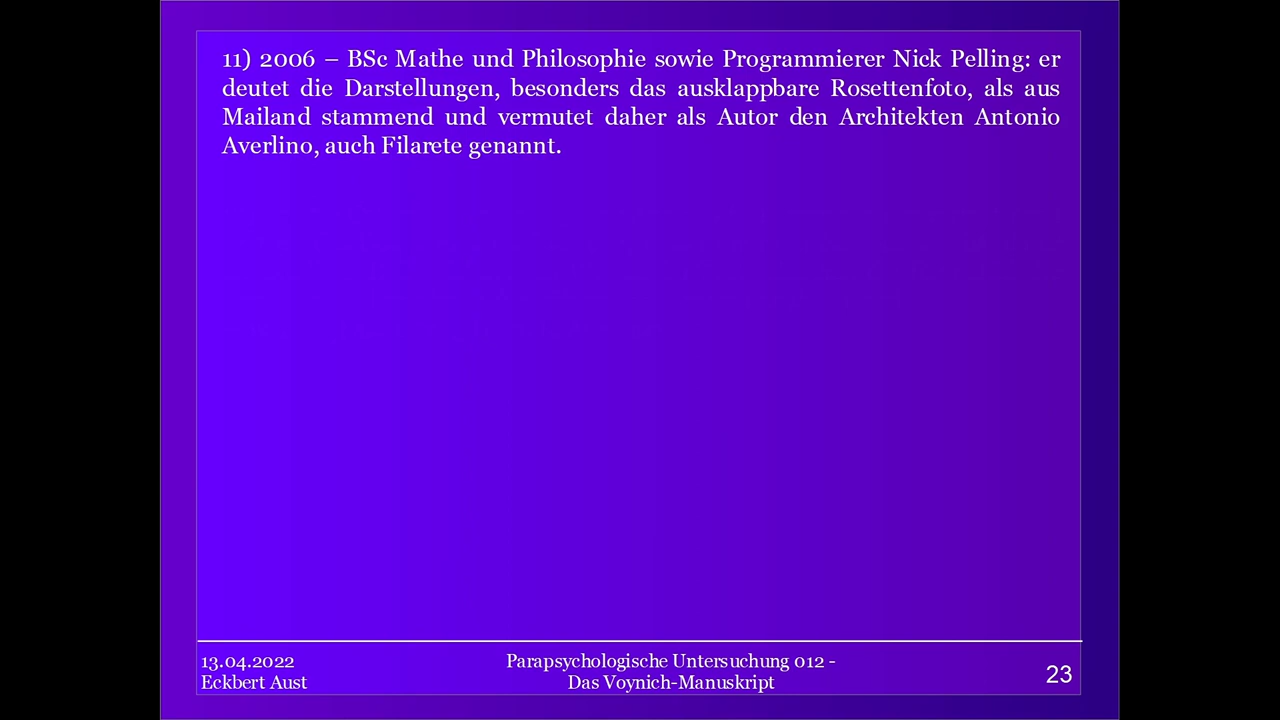 11) 2006 – BSc Mathe und Philosophie sowie Programmierer Nick Pelling: er
deutet die Darstellungen, besonders das ausklappbare Rosettenfoto, als aus
Mailand stammend und vermutet daher als Autor den Architekten Antonio
Averlino, auch Filarete genannt.
13.04.2022
Eckbert Aust
Parapsychologische Untersuchung 012 -
Das Voynich-Manuskript
23